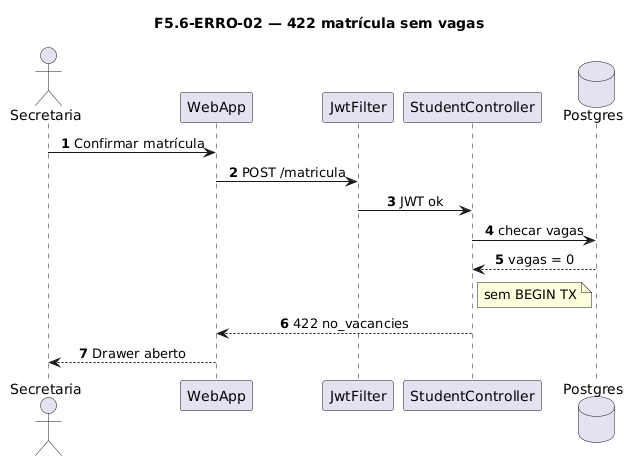 F5.6-ERRO-02 — 422 matrícula sem vagas
Secretaria
WebApp
JwtFilter
StudentController
Postgres
1 Confirmar matrícula
2 POST /matricula
3 JWT ok
4 checar vagas
5 vagas = 0
sem BEGIN TX
6 422 no_vacancies
7 Drawer aberto
Secretaria
WebApp
JwtFilter
StudentController
Postgres